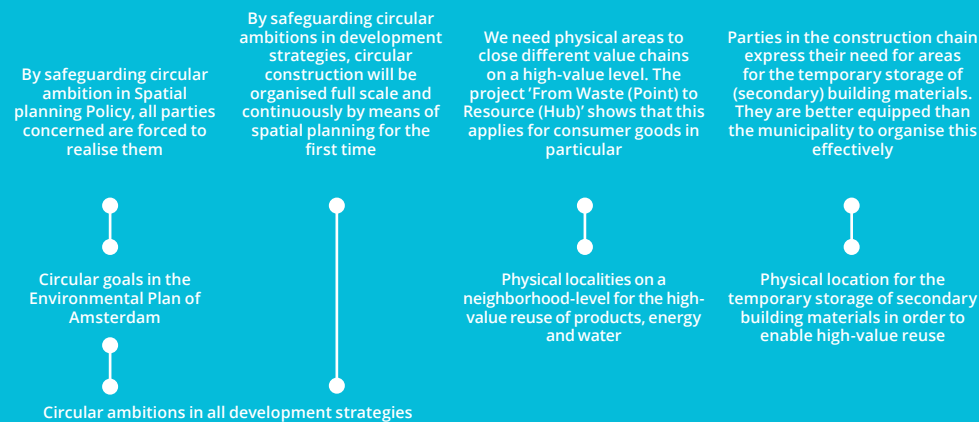 By safeguarding circular
ambition in Spatial
planning Policy, all parties
concerned are forced to
realise them
By safeguarding circular
ambitions in development
strategies, circular
construction will be
organised full scale and
continuously by means of
spatial planning for the
first time
We need physical areas to
close different value chains
on a high-value level. The
project ‘From Waste (Point) to
Resource (Hub)’ shows that this
applies for consumer goods in
particular
Parties in the construction chain
express their need for areas
for the temporary storage of
(secondary) building materials.
They are better equipped than
the municipality to organise this
effectively
Circular goals in the
Environmental Plan of
Amsterdam
Physical localities on a
neighborhood-level for the high-
value reuse of products, energy
and water
Physical location for the
temporary storage of secondary
building materials in order to
enable high-value reuse
Circular ambitions in all development strategies